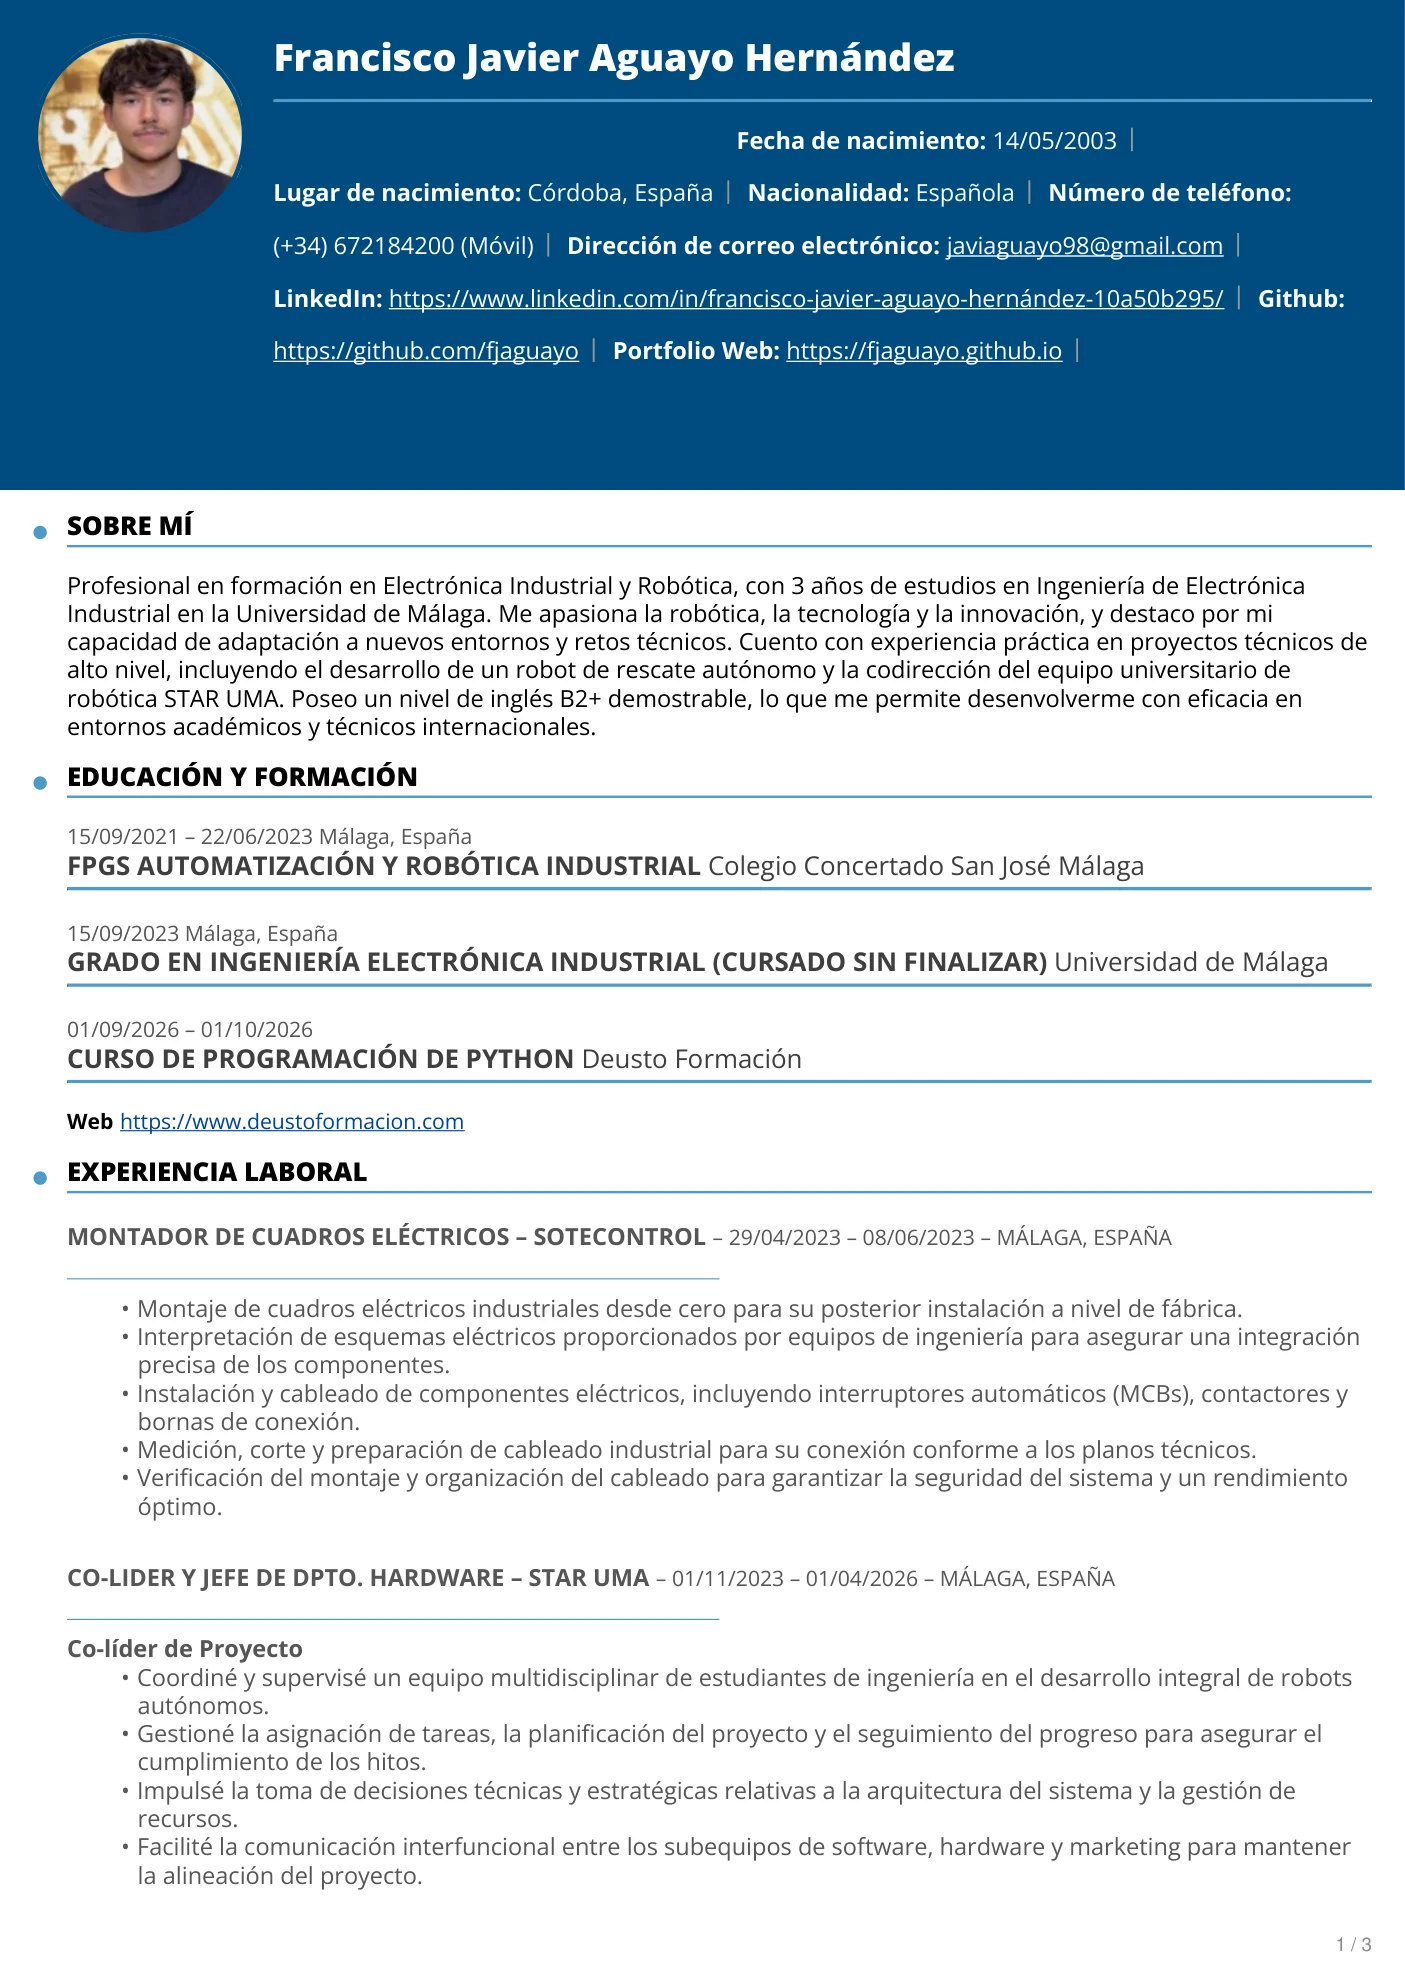 Francisco Javier Aguayo Hernández
Fecha de nacimiento: 14/05/2003 |
Lugar de nacimiento: Córdoba, España | Nacionalidad: Española | Número de teléfono:
(+34) 672184200 (Móvil) | Dirección de correo electrónico: javiaguayo98@gmail.com |
LinkedIn: https://www.linkedin.com/in/francisco-javier-aguayo-hernández-10a50b295/ | Github:
https://github.com/fjaguayo | Portfolio Web: https://fjaguayo.github.io |
SOBRE MÍ
Profesional en formación en Electrónica Industrial y Robótica, con 3 años de estudios en Ingeniería de Electrónica
Industrial en la Universidad de Málaga. Me apasiona la robótica, la tecnología y la innovación, y destaco por mi
capacidad de adaptación a nuevos entornos y retos técnicos. Cuento con experiencia práctica en proyectos técnicos de
alto nivel, incluyendo el desarrollo de un robot de rescate autónomo y la codirección del equipo universitario de
robótica STAR UMA. Poseo un nivel de inglés B2+ demostrable, lo que me permite desenvolverme con eficacia en
entornos académicos y técnicos internacionales.
EDUCACIÓN Y FORMACIÓN
15/09/2021 – 22/06/2023 Málaga, España
FPGS AUTOMATIZACIÓN Y ROBÓTICA INDUSTRIAL Colegio Concertado San José Málaga
15/09/2023 Málaga, España
GRADO EN INGENIERÍA ELECTRÓNICA INDUSTRIAL (CURSADO SIN FINALIZAR) Universidad de Málaga
01/09/2026 – 01/10/2026
CURSO DE PROGRAMACIÓN DE PYTHON Deusto Formación
Web https://www.deustoformacion.com
EXPERIENCIA LABORAL
MONTADOR DE CUADROS ELÉCTRICOS – SOTECONTROL – 29/04/2023 – 08/06/2023 – MÁLAGA, ESPAÑA
• Montaje de cuadros eléctricos industriales desde cero para su posterior instalación a nivel de fábrica.
• Interpretación de esquemas eléctricos proporcionados por equipos de ingeniería para asegurar una integración
precisa de los componentes.
• Instalación y cableado de componentes eléctricos, incluyendo interruptores automáticos (MCBs), contactores y
bornas de conexión.
• Medición, corte y preparación de cableado industrial para su conexión conforme a los planos técnicos.
• Verificación del montaje y organización del cableado para garantizar la seguridad del sistema y un rendimiento
óptimo.
CO-LIDER Y JEFE DE DPTO. HARDWARE – STAR UMA – 01/11/2023 – 01/04/2026 – MÁLAGA, ESPAÑA
Co-líder de Proyecto
• Coordiné y supervisé un equipo multidisciplinar de estudiantes de ingeniería en el desarrollo integral de robots
autónomos.
• Gestioné la asignación de tareas, la planificación del proyecto y el seguimiento del progreso para asegurar el
cumplimiento de los hitos.
• Impulsé la toma de decisiones técnicas y estratégicas relativas a la arquitectura del sistema y la gestión de
recursos.
• Facilité la comunicación interfuncional entre los subequipos de software, hardware y marketing para mantener
la alineación del proyecto.
1 / 3